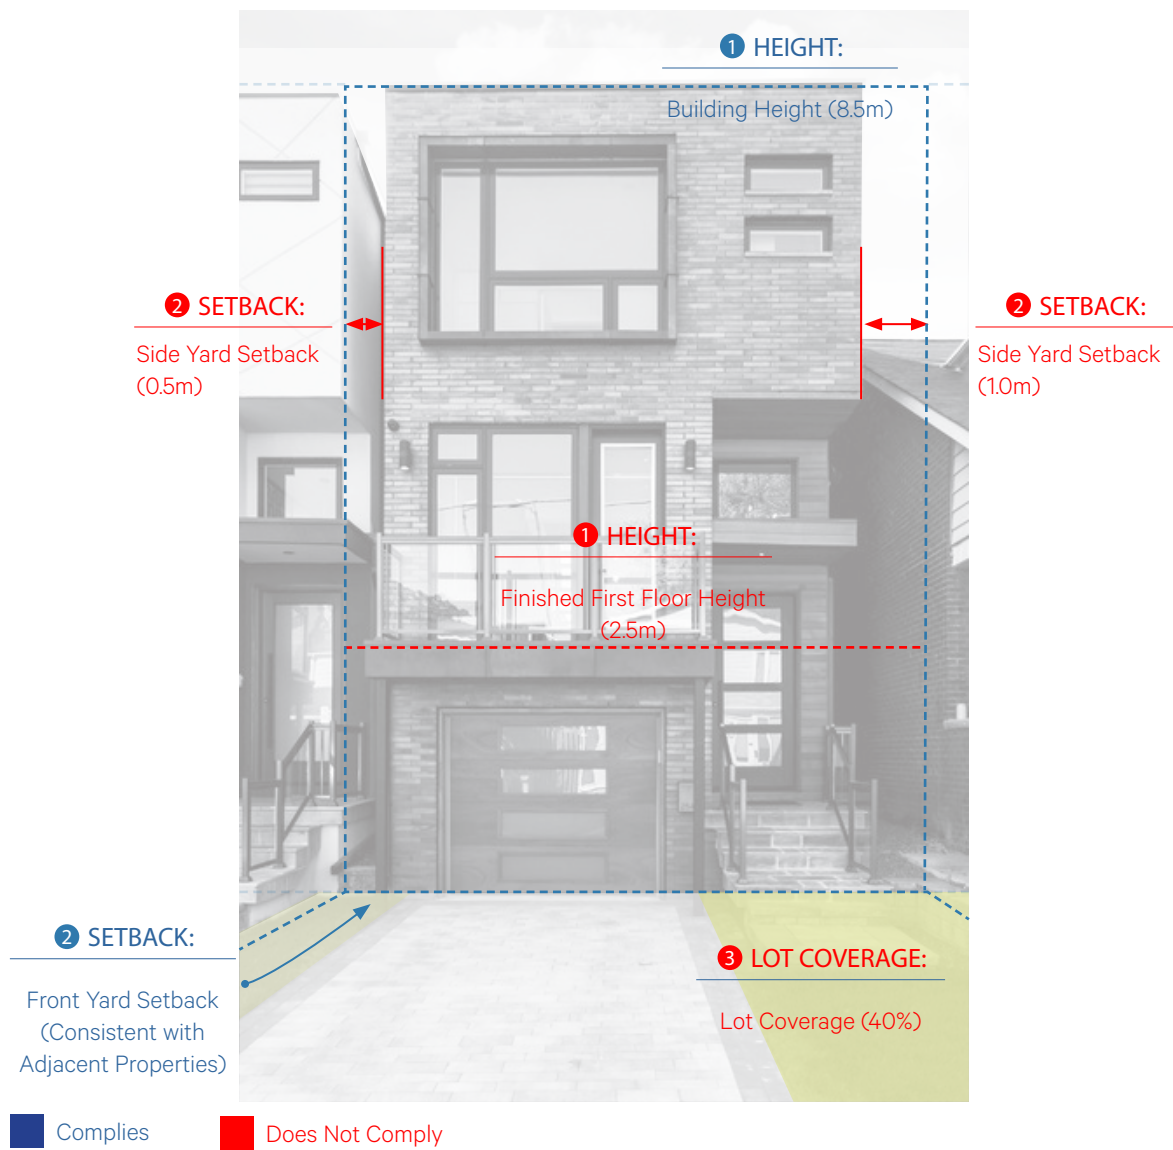 1 HEIGHT:
Building Height (8.5m)
2 SETBACK:
Side Yard Setback
(0.5m)
2 SETBACK:
Side Yard Setback
(1.0m)
1 HEIGHT:
Finished First Floor Height
(2.5m)
2 SETBACK:
Front Yard Setback
(Consistent with
Adjacent Properties)
3 LOT COVERAGE:
Lot Coverage (40%)
Complies
Does Not Comply